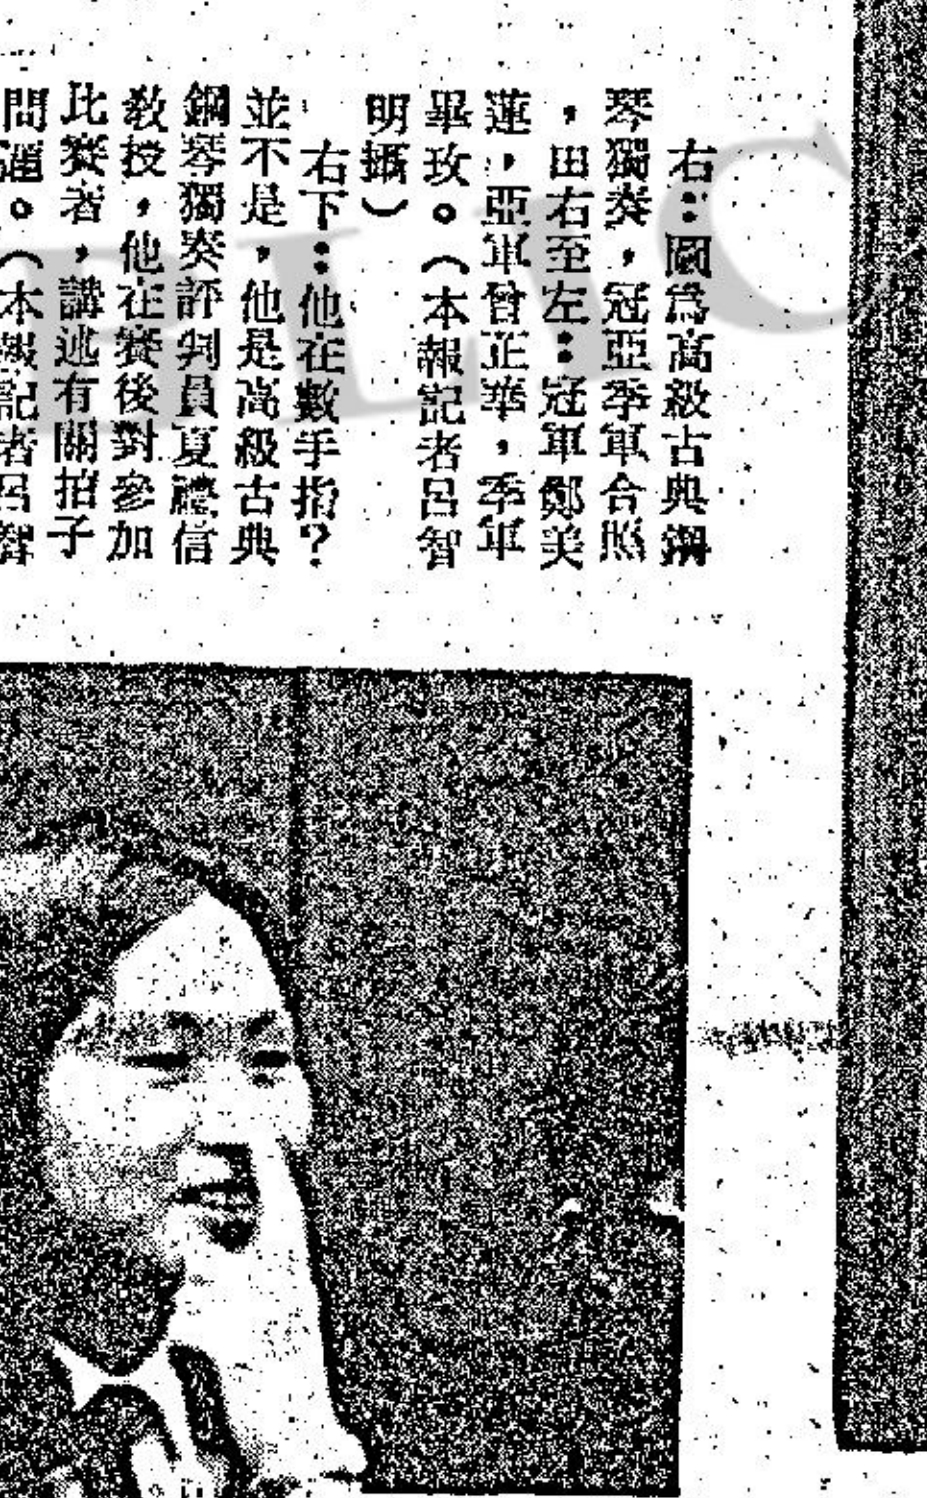 右：圖為高級古典鋼
琴獨奏，冠亞季軍合照
，由右至左：冠軍鄭美
蓮，亞軍曾正華，季軍
畢玫。（本報記者呂智
明攝）
右下：他在數手指？
並不是，他是高級古典
鋼琴獨奏評判員夏禮信
教授，他在賽後對參加
比賽者，講述有關拍子
問題。（本報記者呂智